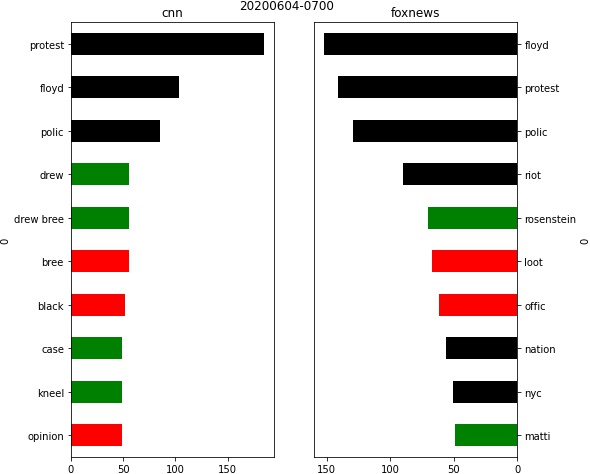 20200604-0700
cnn
foxnews
protest
floyd
polic
drew
drew bree
bree
black
case
kneel
opinion
0
0 50 100 150
floyd
protest
polic
riot
rosenstein
loot
offic
nation
nyc
matti
0
150 100 50 0